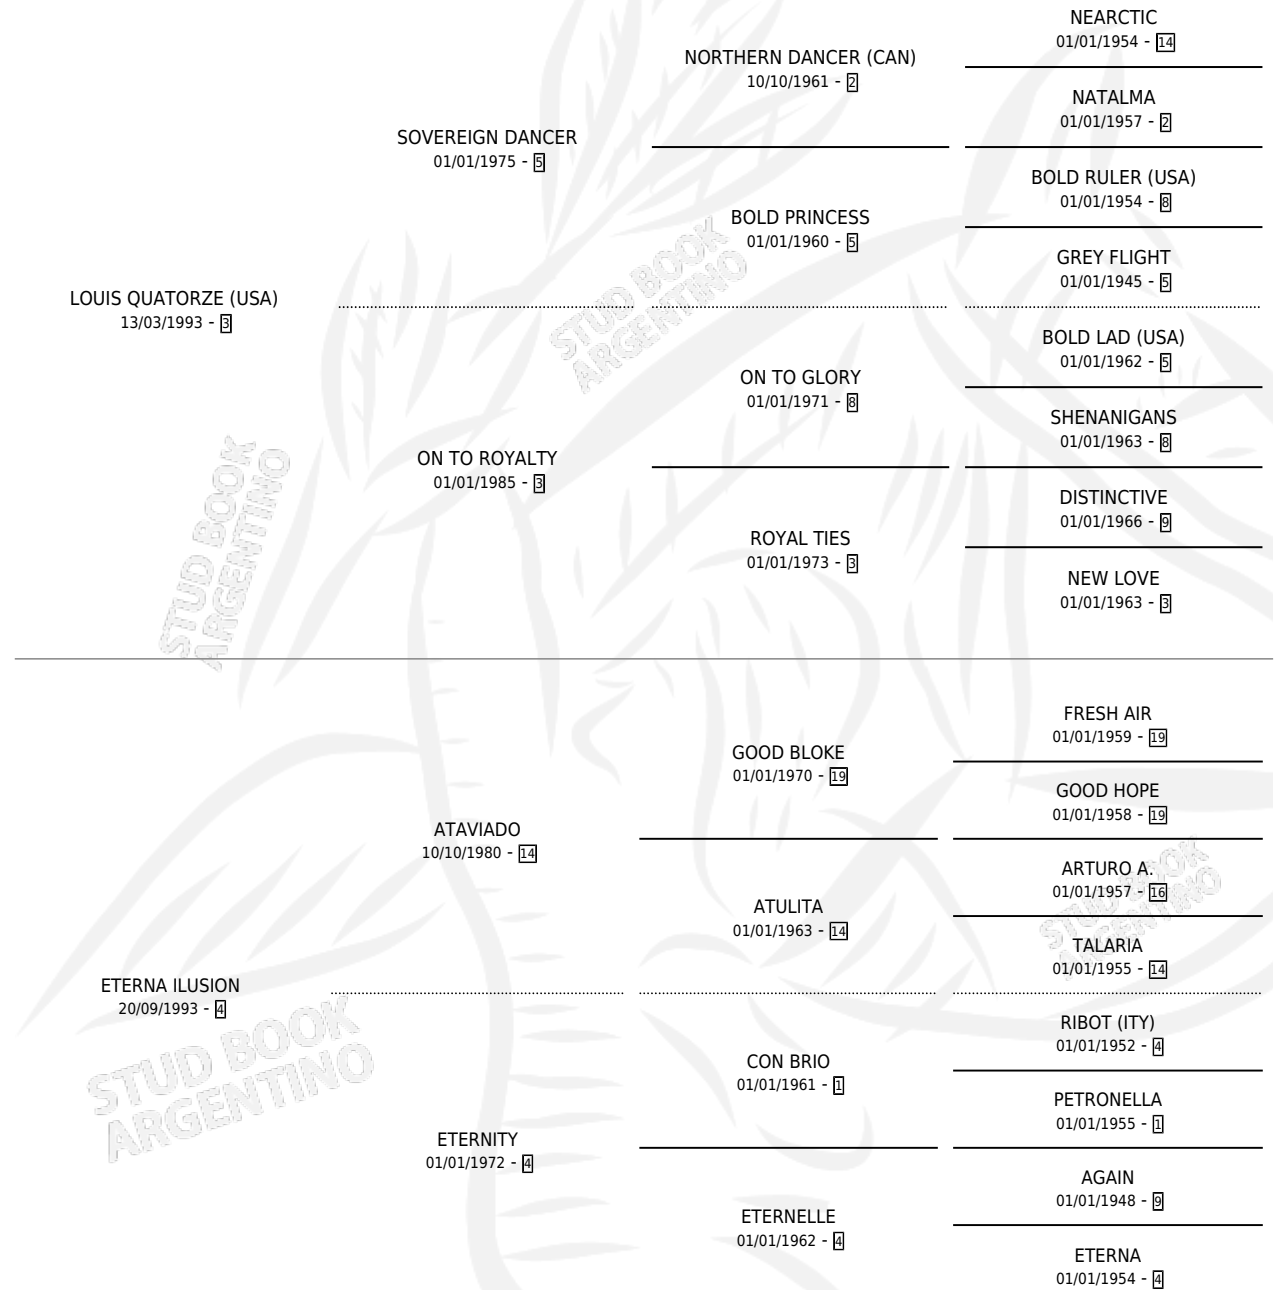 NEARCTIC
01/01/1954 - 14
NORTHERN DANCER (CAN)
10/10/1961 - 2
NATALMA
01/01/1957 - 2
SOVEREIGN DANCER
01/01/1975 - 5
BOLD RULER (USA)
01/01/1954 - 8
BOLD PRINCESS
01/01/1960 - 5
GREY FLIGHT
01/01/1945 - 5
LOUIS QUATORZE (USA)
13/03/1993 - 3
STUD BOOK
ARGENTINO
BOLD LAD (USA)
01/01/1962 - 5
ON TO GLORY
01/01/1971 - 8
SHENANIGANS
01/01/1963 - 8
ON TO ROYALTY
01/01/1985 - 3
STUD BOOK
ARGENTINO
DISTINCTIVE
01/01/1966 - 9
ROYAL TIES
01/01/1973 - 3
NEW LOVE
01/01/1963 - 3
FRESH AIR
01/01/1959 - 19
GOOD BLOKE
01/01/1970 - 19
GOOD HOPE
01/01/1958 - 19
ATAVIADO
10/10/1980 - 14
ARTURO A.
01/01/1957 - 16
STUD BOOK
ARGENTINO
ATULITA
01/01/1963 - 14
TALARIA
01/01/1955 - 14
ETERNA ILUSION
20/09/1993 - 4
STUD BOOK
ARGENTINO
RIBOT (ITY)
01/01/1952 - 4
CON BRIO
01/01/1961 - 1
PETRONELLA
01/01/1955 - 1
ETERNITY
01/01/1972 - 4
AGAIN
01/01/1948 - 9
ETERNELLE
01/01/1962 - 4
ETERNA
01/01/1954 - 4